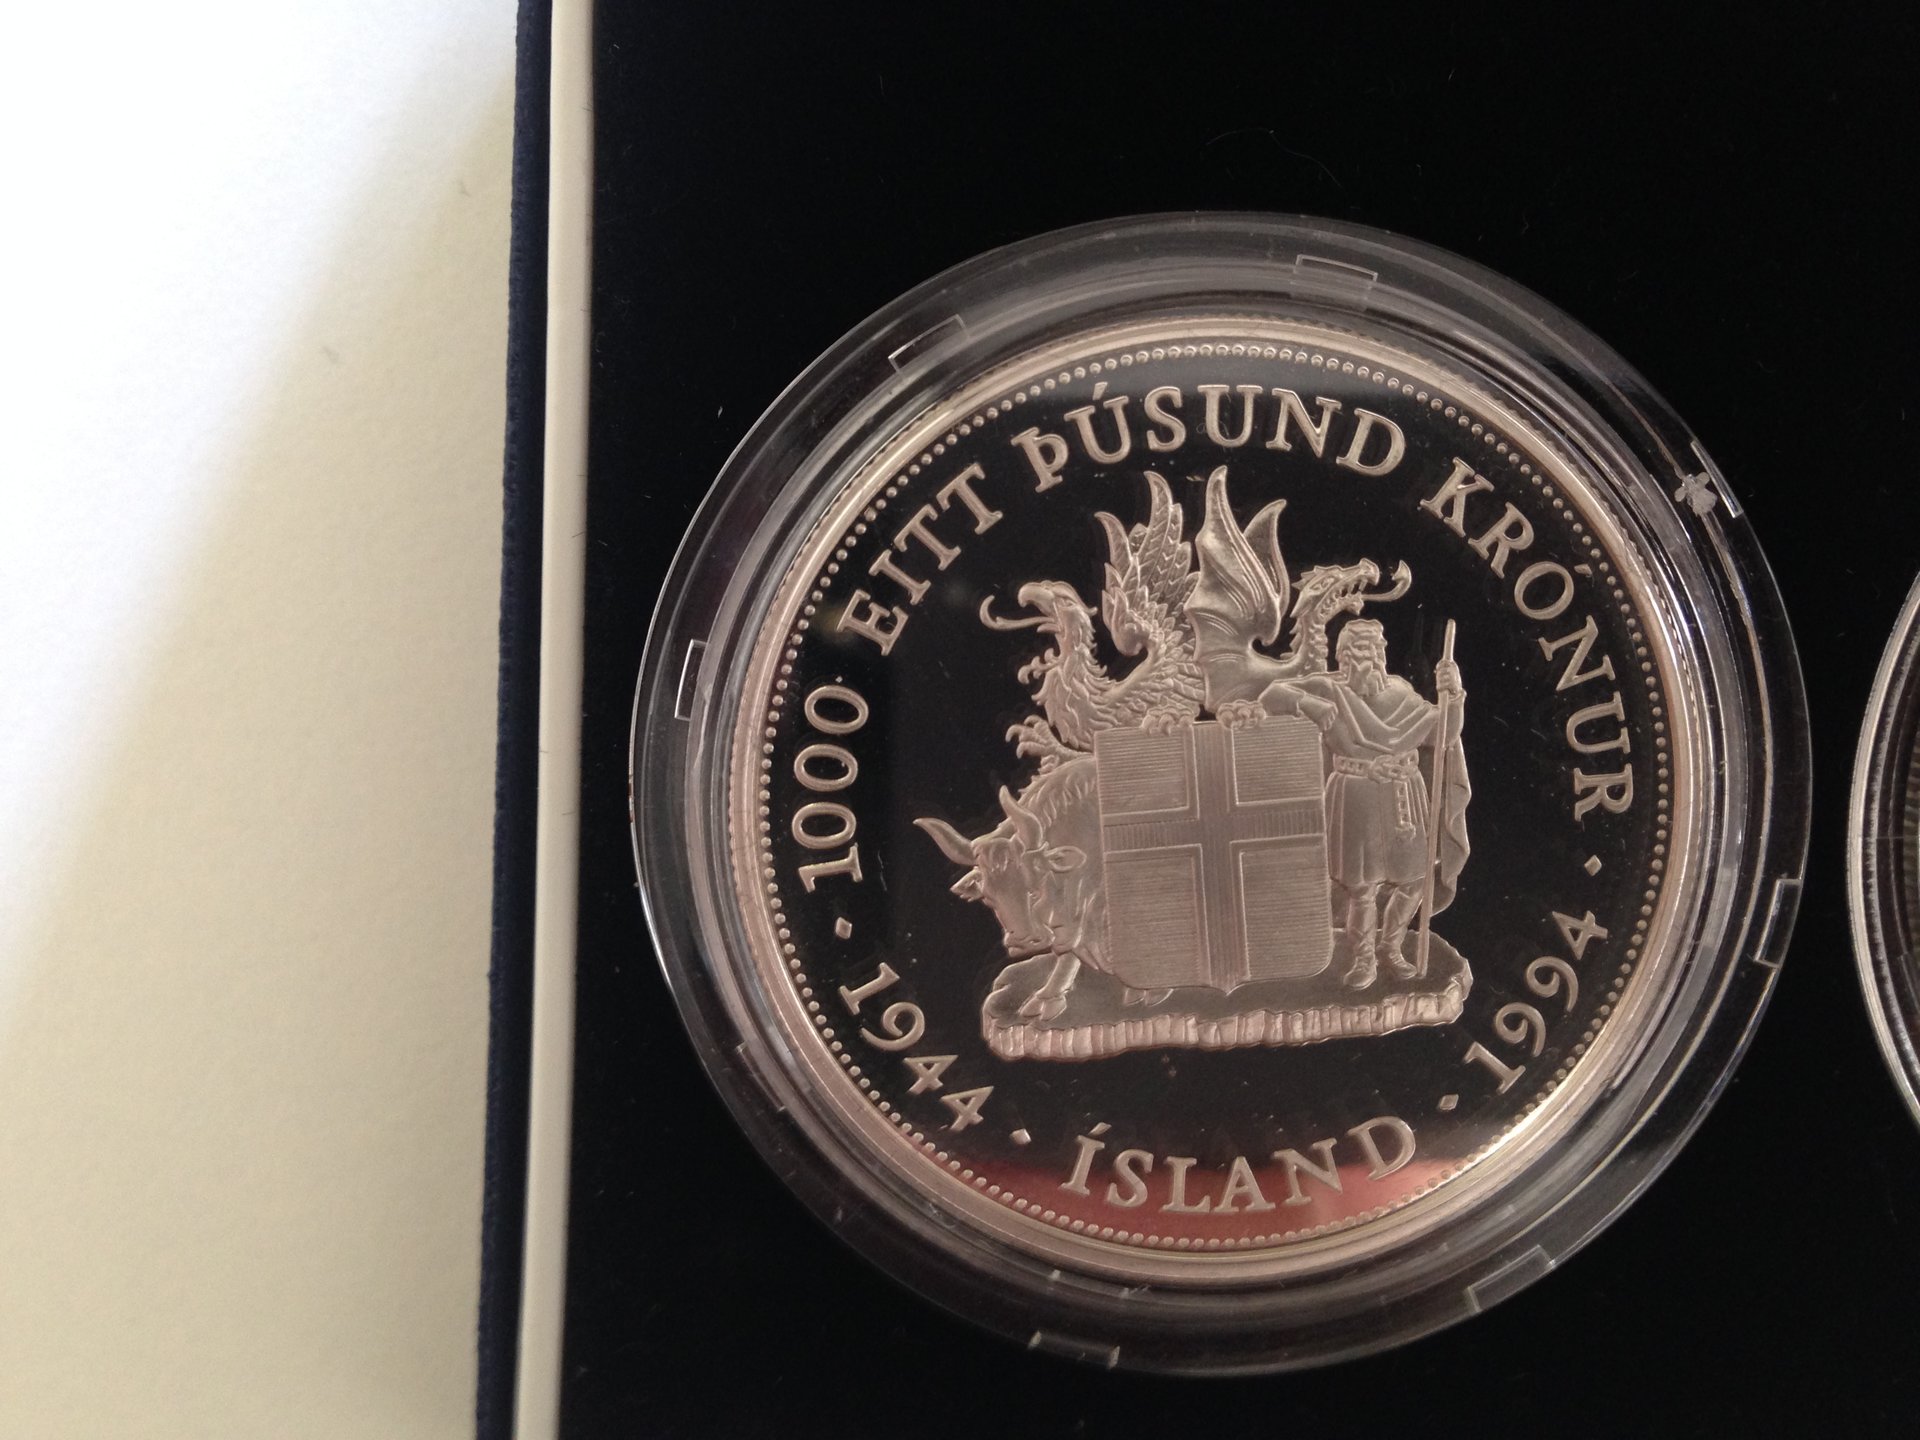 1000 EITT ÞÚSUND KRÓNUR
· 1944 · ÍSLAND · 1994 ·